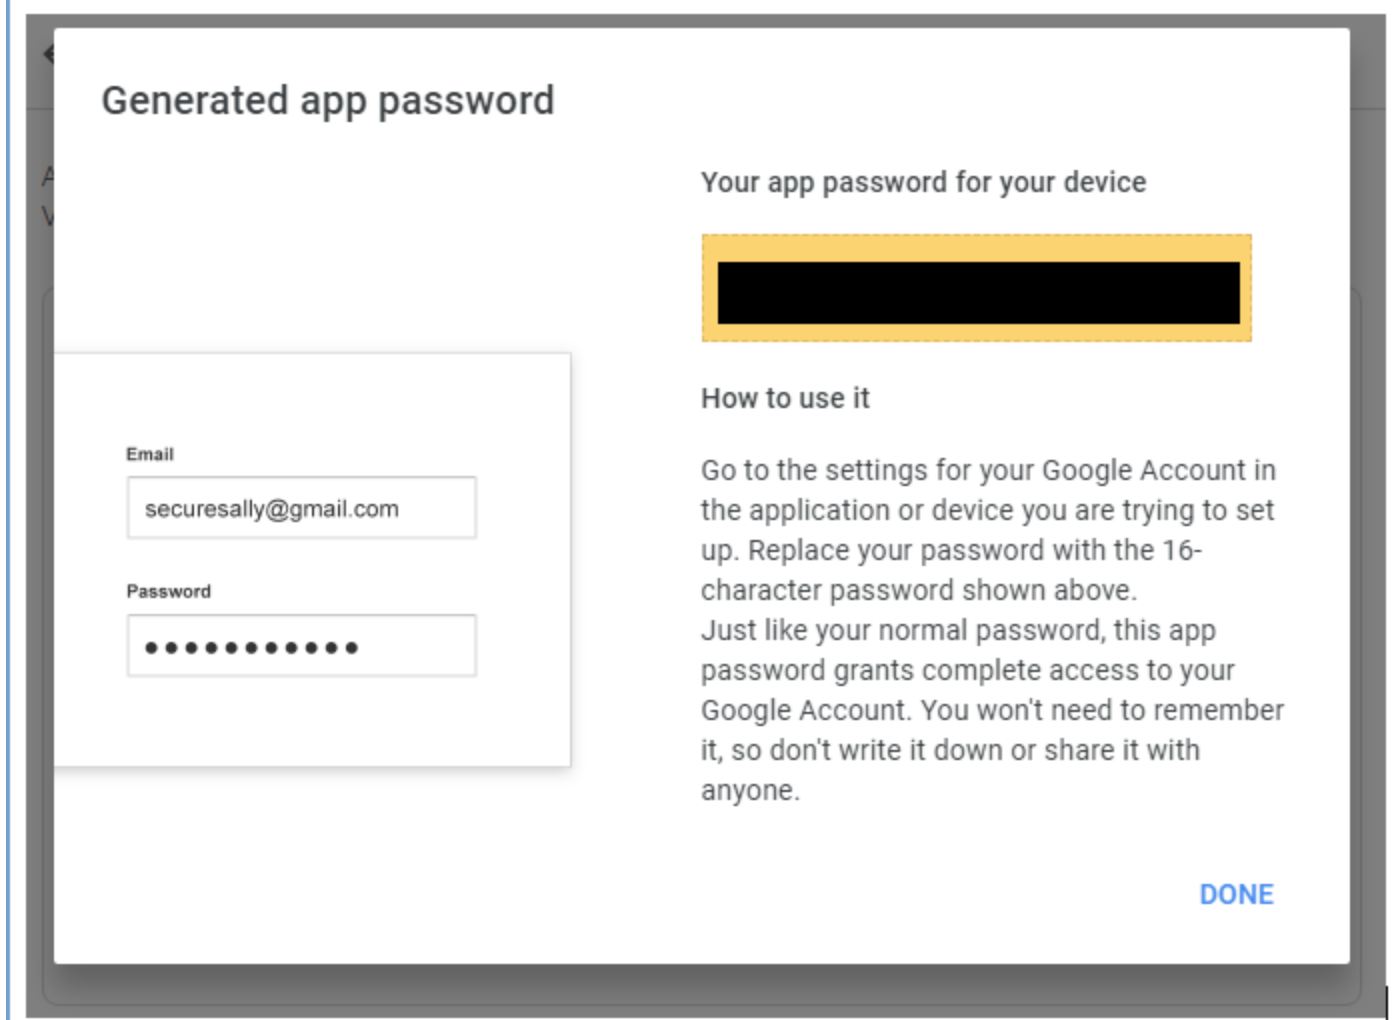 Generated app password
Your app password for your device
How to use it
Go to the settings for your Google Account in
the application or device you are trying to set
up. Replace your password with the 16-
character password shown above.
Just like your normal password, this app
password grants complete access to your
Google Account. You won't need to remember
it, so don't write it down or share it with
anyone.
Email
securesally@gmail.com
Password
●●●●●●●●●●●
DONE